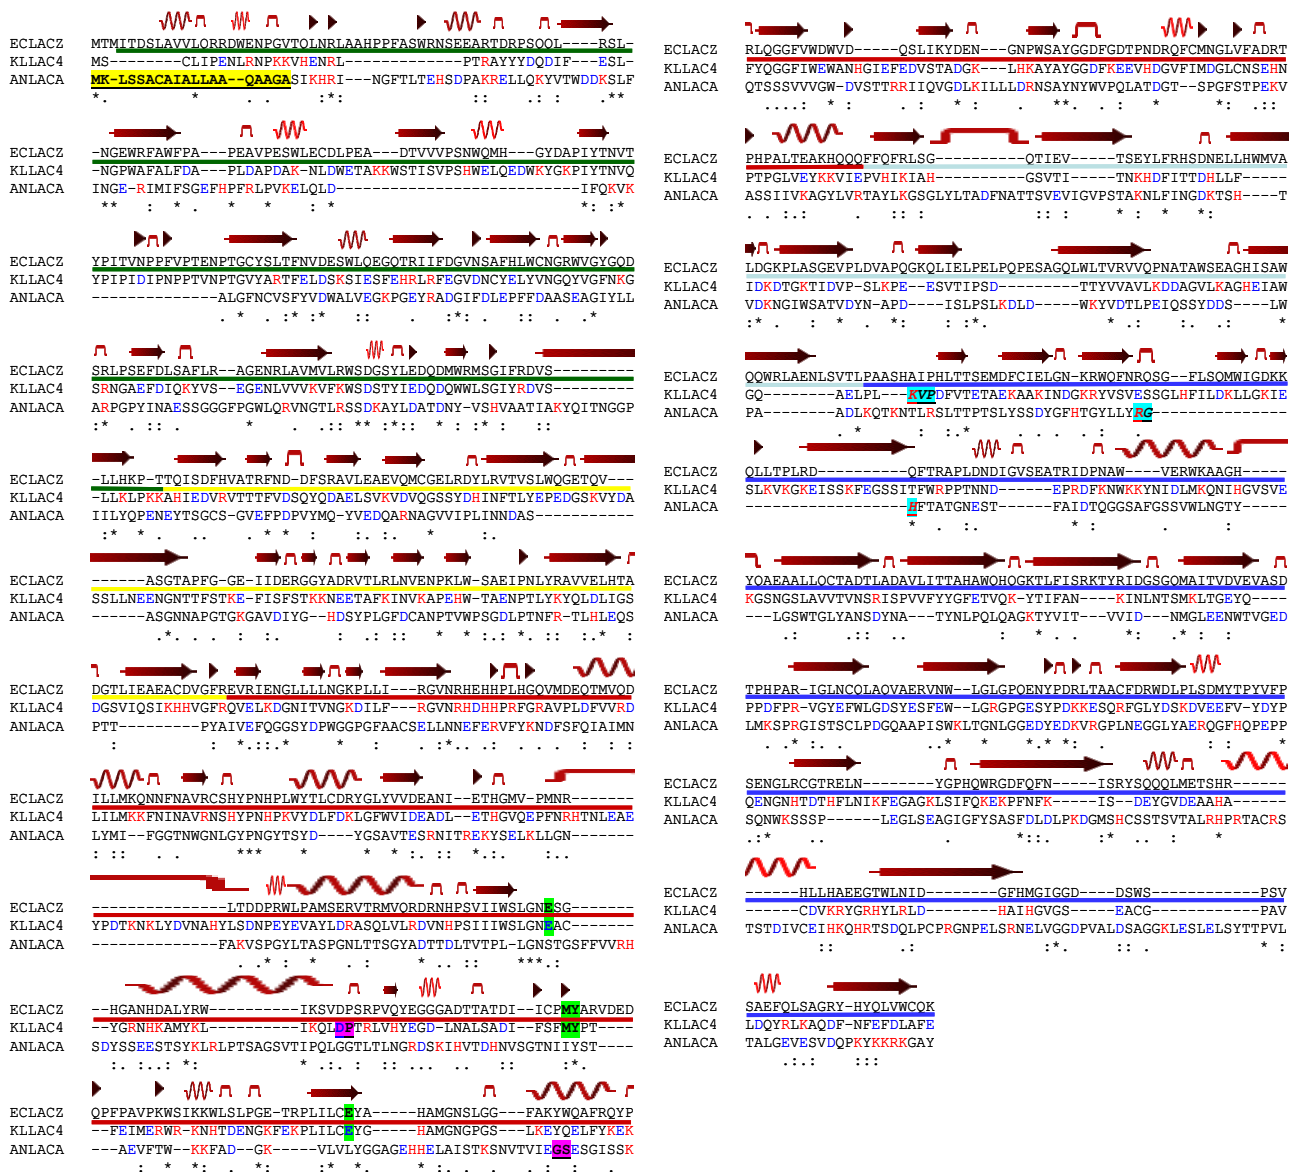 ECLACZ MTMITDSLAVVLQRRDWENPGVTQLNRLAAHPPFASWRNSEEARTDRPSQQL----RSL-
KLLAC4 MS-------CLIPENLRNPKKVHENRL----------PTRAYYYDQDIF---ESL-
ANLACA MK-LSSACAIALLAA--QAAGASIKHRI---NGFTLTEHSDPAKRELLQKYVTWDDKSLF
ECLACZ -NGEWRFAWFPA--PEAVPESWLECDLPEA---DTVVVPSNWQMH---GYDAPIYTNVT
KLLAC4 -NGPWAFALFDA--PLDAPDAK-NLDWETAKKWSTISVPSHWELQEDWKYGKPIYTNVQ
ANLACA INGE-RIMIFSGEFHPFRLPVKELQLD---------------------------IFQKVK
ECLACZ YPITVNPPFVPTENPTGCYSLTFNVDESWLQEGQTRIIFDGVNSAFHLWCNGRWVGYGQD
KLLAC4 YPIPIDIPNPPTVNPTGVYARTFELDSKSIESFEHRLRFEGVDNCYELYVNGQYVGFNKG
ANLACA --------------ALGFNCVSFYVDWALVEGKPGEYRADGIFDLEPFFDAASEAGIYLL
ECLACZ SRLPSEFDLSAFLR--AGENRLAVMVLRWSDGSYLEDQDMWRMSGIFRDVS---------
KLLAC4 SRNGAEFDIQKYVS--EGENLVVVKVFKWSDSTYIEDQDQWWLSGIYRDVS---------
ANLACA ARPGPYINAESSGGGFPGWLQRVNGTLRSSDKAYLDATDNY-VSHVAATIAKYQITNGGP
ECLACZ -LLHKP-TTQISDFHVATRFND-DFSRAVLEAEVQMCGELRDYLRVTVSLWQGETQV---
KLLAC4 -LLKLPKKAHIEDVRVTTTFVDSQYQDAELSVKVDVQGSSYDHINFTLYEPEDGSKVYDA
ANLACA IILYQPENEYTSGCS-GVEFPDPVYMQ-YVEDQARNAGVVIPLINNDAS-----------
ECLACZ ------ASGTAPFG-GE-IIDERGGYADRVTLRLNVENPKLW-SAEIPNLYRAVVELHTA
KLLAC4 SSLLNEENGNTTFSTKE-FISFSTKKNEETAFKINVKAPEHW-TAENPTLYKYQLDLIGS
ANLACA ------ASGNNAPGTGKGAVDIYG--HDSYPLGFDCANPTVWPSGDLPTNFR-TLHLEQS
ECLACZ DGTLIEAEACDVGFREVRIENGLLLLNGKPLLI---RGVNRHEHHPLHGQVMDEQTMVQD
KLLAC4 DGSVIQSIKHHVGFRQVELKDGNITVNGKDILF---RGVNRHDHHPRFGRAVPLDFVVRD
ANLACA PTT------PYAIVEFQGGSYDPWGGPGFAACSELLNNEFERVFYKNDFSFQIAIMN
ECLACZ ILLMKQNNFNAVRCSHYPNHPLWYTLCDRYGLYVVDEANI--ETHGMV-PMNR-------
KLLAC4 LILMKKFNINAVRNSHYPNHPKVYDLFDKLGFWVIDEADL--ETHGVQEPFNRHTNLEAE
ANLACA LYMI--FGGTNWGNLGYPNGYTSYD----YGSAVTESRNITREKYSELKLLGN-------
ECLACZ ---------------LTDDPRWLPAMSERVTRMVQRDRNHPSVIIWSLGNESG-------
KLLAC4 YPDTKNKLYDVNAHYLSDNPEYEVAYLDRASQLVLRDVNHPSIIIWSLGNEAC-------
ANLACA --------------FAKVSPGYLTASPGNLTTSGYADTTDLTVTPL-LGNSTGSFFVVRH
ECLACZ --HGANHDALYRW---------IKSVDPSRPVQYEGGGADTTATDI--ICPMYARVDED
KLLAC4 --YGRNHKAMYKL---------IKQLDPTRLVHYEGD-LNALSADI--FSFMYPT----
ANLACA SDYSSEESTSYKLRLPTSAGSVTIPQLGGTLTLNGRDSKIHVTDHNVSGTNIIYST----
ECLACZ QPFPAVPKWSIKKWLSLPGE-TRPLILCEYA-----HAMGNSLGG---FAKYWQAFRQYP
KLLAC4 --FEIMERWR-KNHTDENGKFEKPLILCEYG-----HAMGNGPGS---LKEYQELFYKEK
ANLACA ---AEVFTW--KKFAD--GK-----VLVLYGGAGEHHELAISTKSNVTVIEGSESGISSK
ECLACZ RLQGGFVWDWVD-----QSLIKYDEN---GNPWSAYGGDFGDTPNDRQFCMNGLVFADRT
KLLAC4 FYQGGFIWEWANHGIEFEDVSTADGK---LHKAYAYGGDFKEEVHDGVFIMDGLCNSEHN
ANLACA QTSSSVVVGW-DVSTTRRIIQVGDLKILLLDRNSAYNYWVPQLATDGT--SPGFSTPEKV
ECLACZ PHPALTEAKHQQQFFQFRLSG---------QTIEV-----TSEYLFRHSDNELLHWMVA
KLLAC4 PTPGLVEYKKVIEPVHIKIAH---------GSVTI-----TNKHDFITTDHLLF-----
ANLACA ASSIIVKAGYLVRTAYLKGSGLYLTADFNATTSVEVIGVPSTAKNLFINGDKTSH----T
ECLACZ LDGKPLASGEVPLDVAPQGKQLIELPELPQPESAGQLWLTVRVVQPNATAWSEAGHISAW
KLLAC4 IDKDTGKTIDVP-SLKPE--ESVTIPSD---------TTYVVAVLKDDAGVLKAGHEIAW
ANLACA VDKNGIWSATVDYN-APD----ISLPSLKDLD-----WKYVDTLPEIQSSYDDS----LW
ECLACZ QQWRLAENLSVTLPAASHAIPHLTTSEMDFCIELGN-KRWQFNRQSG--FLSQMWIGDKK
KLLAC4 GQ---------AELPL---KVPDFVTETAEKAAKINDGKRYVSVESSGLHFILDKLLGKIE
ANLACA PA---------ADLKQTKNTLRSLTTPTSLYSSDYGFHTGYLLYRG---------------
ECLACZ QLLTPLRD----------QFTRAPLDNDIGVSEATRIDPNAW-----VERWKAAGH----
KLLAC4 SLKVKGKEISSKFEGSSITFWRPPTNND------EPRDFKNWKKYNIDLMKQNIHGVSVE
ANLACA ------------------HFTATGNEST------FAIDTQGGSAFGSSVWLNGTY-----
ECLACZ YQAEAALLQCTADTLADAVLITTAHAWQHQGKTLFISRKTYRIDGSGQMAITVDVEVASD
KLLAC4 KGSNGSLAVVTVNSRISPVVFYYGFETVQK-YTIFAN----KINLNTSMKLTGEYQ----
ANLACA ---LGSWTGLYANSDYNA----TYNLPQLQAGKTYVIT----VVID--NMGLEENWTVGED
ECLACZ TPHPAR-IGLNCQLAQVAERVNW--LGLGPQENYPDRLTAACFDRWDLPLSDMYTPYVFP
KLLAC4 PPDFPR-VGYEFWLGDSYESFEW--LGRGPGESYPDKKESQRFGLYDSKDVEEFV-YDYP
ANLACA LMKSPRGISTSCLPDGQAAPISWKLTGNLGGEDYEDKVRGPLNEGGLYAERQGFHQPEPP
ECLACZ SENGLRCGTRELN--------YGPHQWRGDFQFN-----ISRYSQQQLMETSHR------
KLLAC4 QENGNHTDTHFLNIKFEGAGKLSIFQKEKPFNFK-----IS--DEYGVDEAAHA------
ANLACA SQNWKSSSP-------LEGLSEAGIGFYSASFDLDLPKDGMSHCSSTSVTALRHPRTACRS
ECLACZ ------HLLHAEEGTWLNID--------GFHMGIGGD---DSWS------------PSV
KLLAC4 ------CDVKRYGRHYLRLD--------HAIHGVGS----EACG------------PAV
ANLACA TSTDIVCEIHKQHRTSDQLPCPRGNPELSRNELVGGDPVALDSAGGKLESLELSYTTPVL
ECLACZ SAEFQLSAGRY-HYQLVWCQK
KLLAC4 LDQYRLKAQDF-NFEFDLAFE
ANLACA TALGEVESVDQPKYKKRKGAY